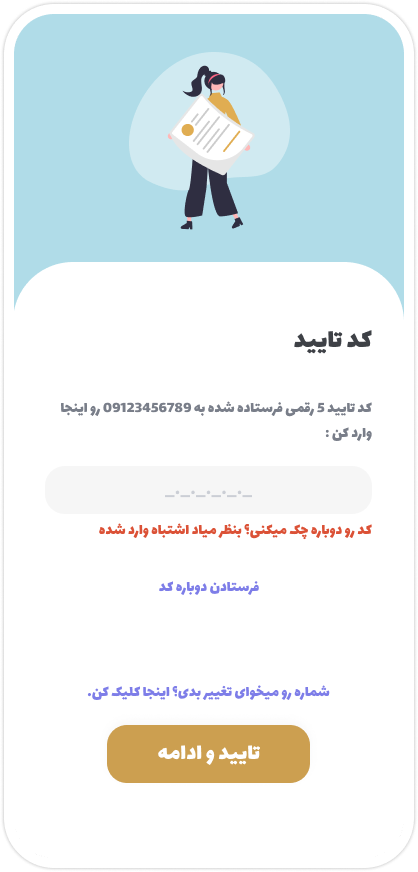 کد تایید
کد تایید 5 رقمی فرستاده شده به 09123456789 رو اینجا
وارد کن :
_._._._._._
کد رو دوباره چک میکنی؟ بنظر میاد اشتباه وارد شده
فرستادن دوباره کد
شماره رو میخوای تغییر بدی؟ اینجا کلیک کن.
تایید و ادامه